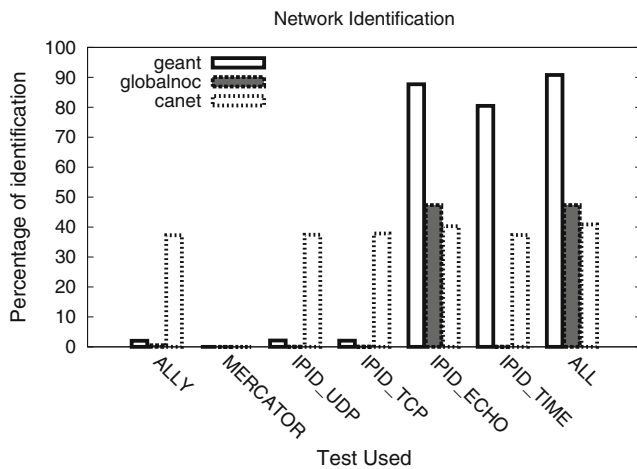 Network Identification
100
90
80
70
60
50
40
30
20
10
0
Percentage of identification
geant
globalnoc
canet
ALLY
MERCATOR
IPID_UDP
IPID_TCP
IPID_ECHO
IPID_TIME
ALL
Test Used